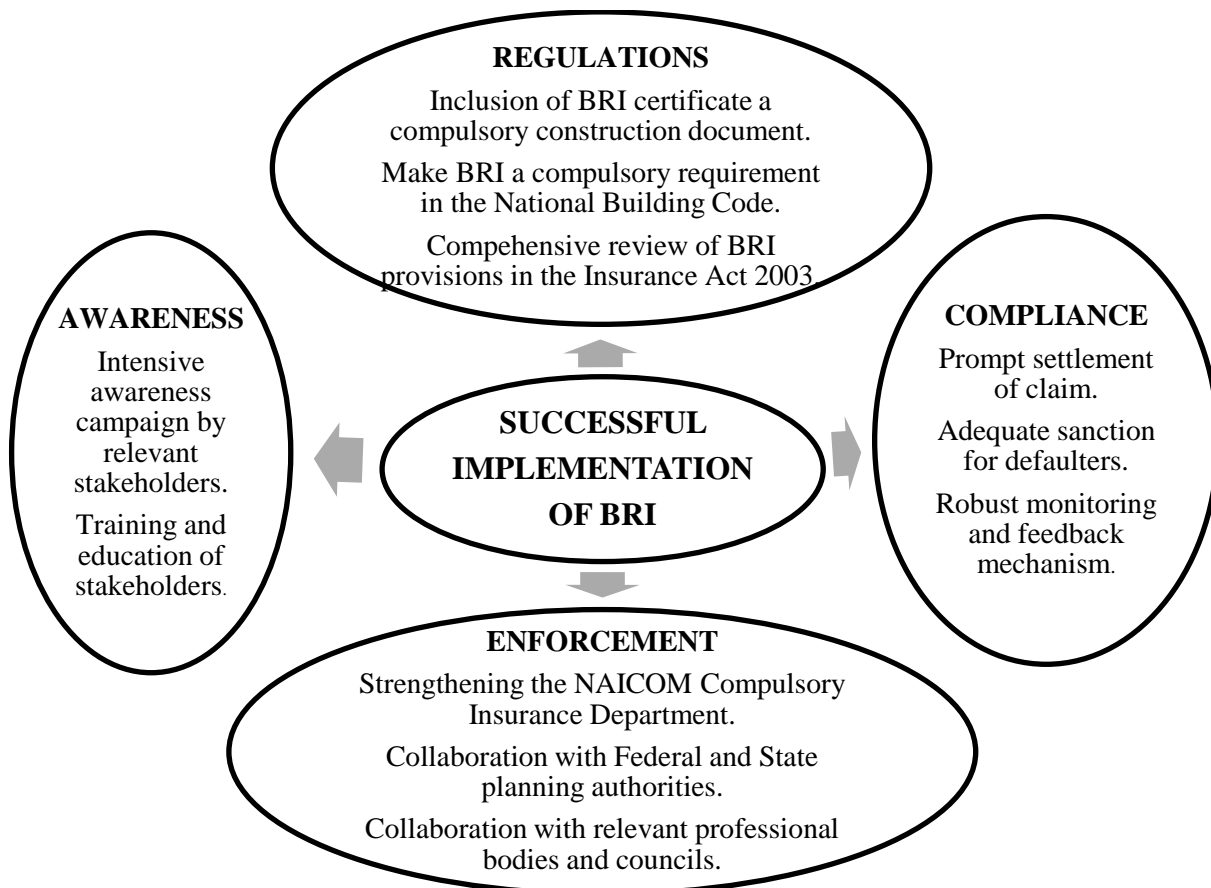 REGULATIONS
Inclusion of BRI certificate a
compulsory construction document.
Make BRI a compulsory requirement
in the National Building Code.
Compehensive review of BRI
provisions in the Insurance Act 2003.
AWARENESS
Intensive
awareness
campaign by
relevant
stakeholders.
Training and
education of
stakeholders.
SUCCESSFUL
IMPLEMENTATION
OF BRI
COMPLIANCE
Prompt settlement
of claim.
Adequate sanction
for defaulters.
Robust monitoring
and feedback
mechanism.
ENFORCEMENT
Strengthening the NAICOM Compulsory
Insurance Department.
Collaboration with Federal and State
planning authorities.
Collaboration with relevant professional
bodies and councils.